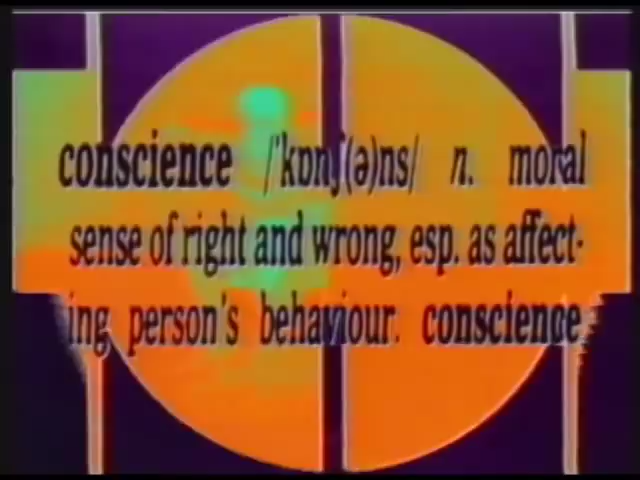 conscience /ˈkɒnʃ(ə)ns/ n. moral
sense of right and wrong, esp. as affect-
ing person's behaviour. conscience